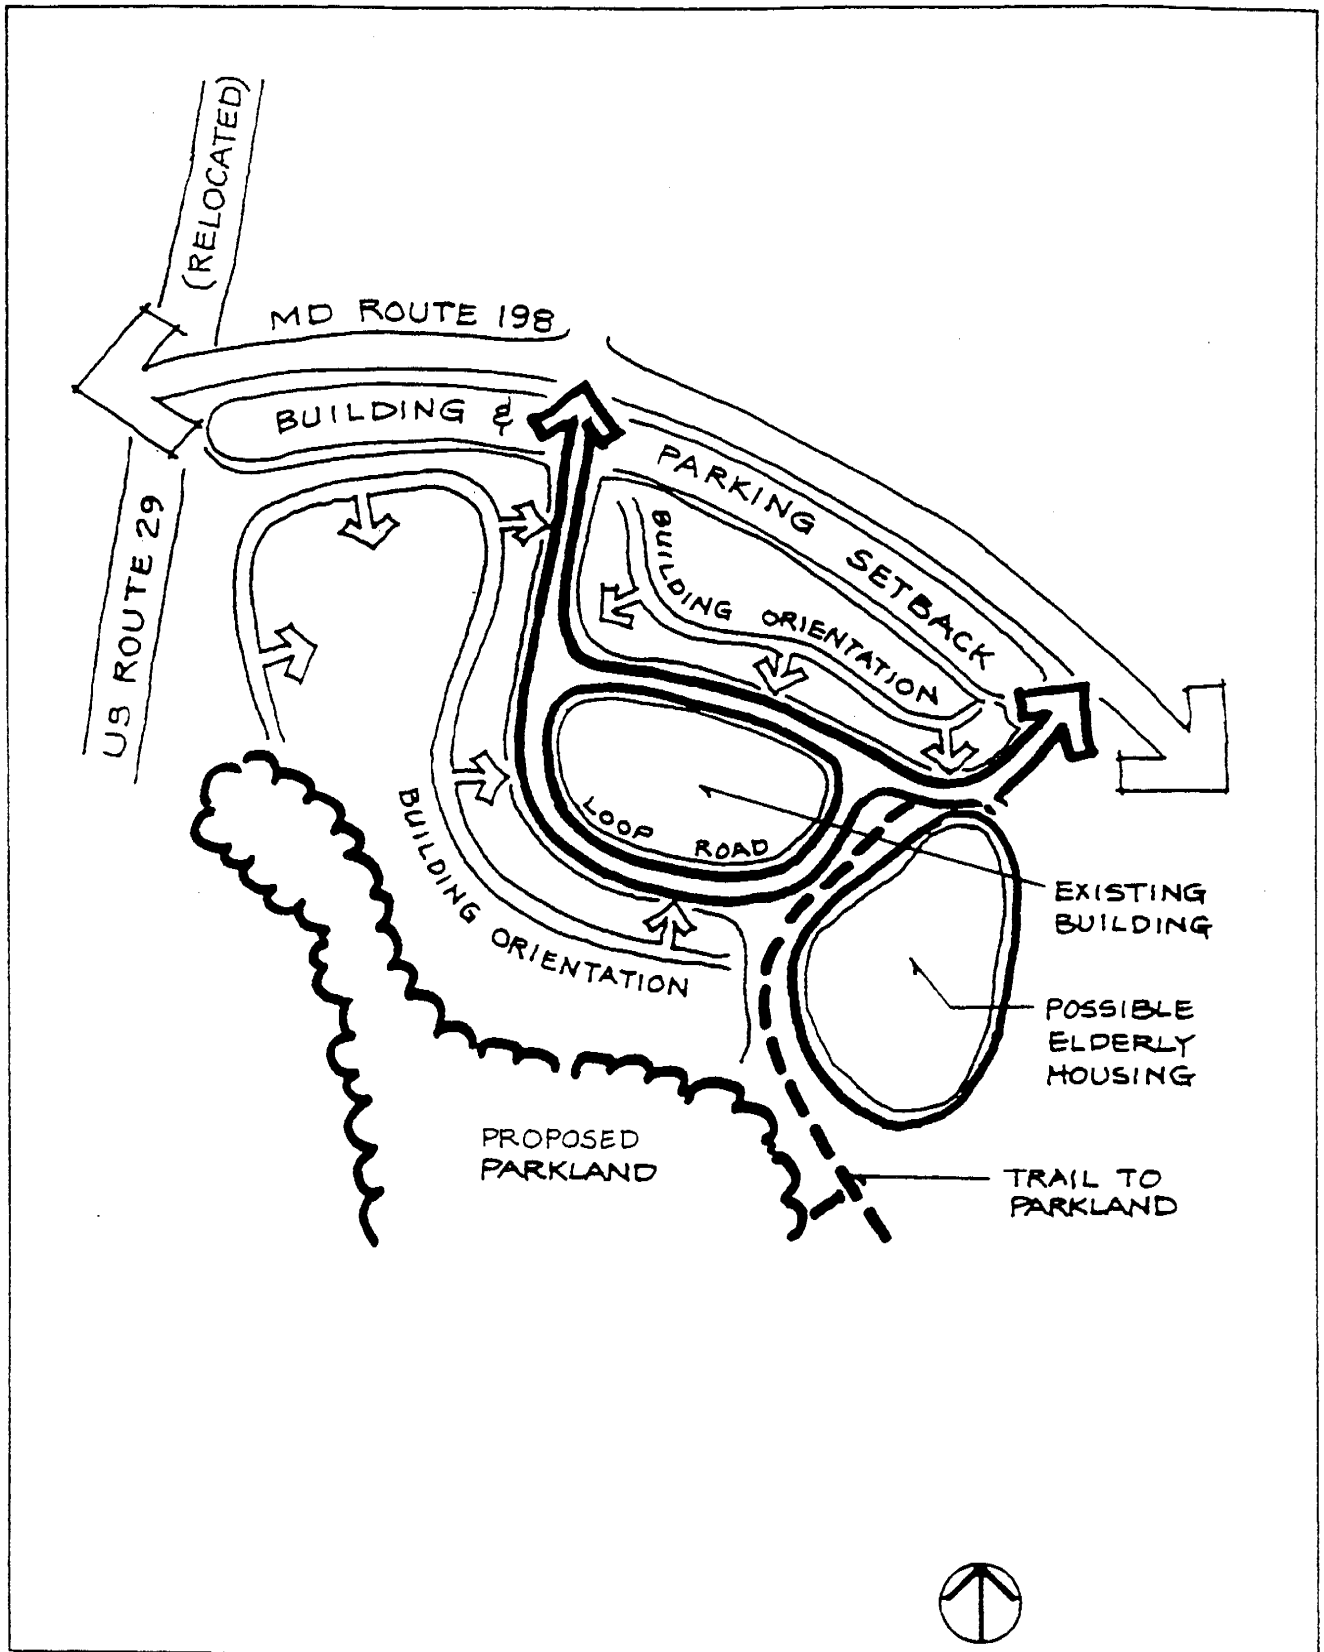 (RELOCATED)
MD ROUTE 198
BUILDING & PARKING SETBACK
US ROUTE 29
BUILDING ORIENTATION
LOOP ROAD
BUILDING ORIENTATION
EXISTING
BUILDING
POSSIBLE
ELDERLY
HOUSING
PROPOSED
PARKLAND
TRAIL TO
PARKLAND